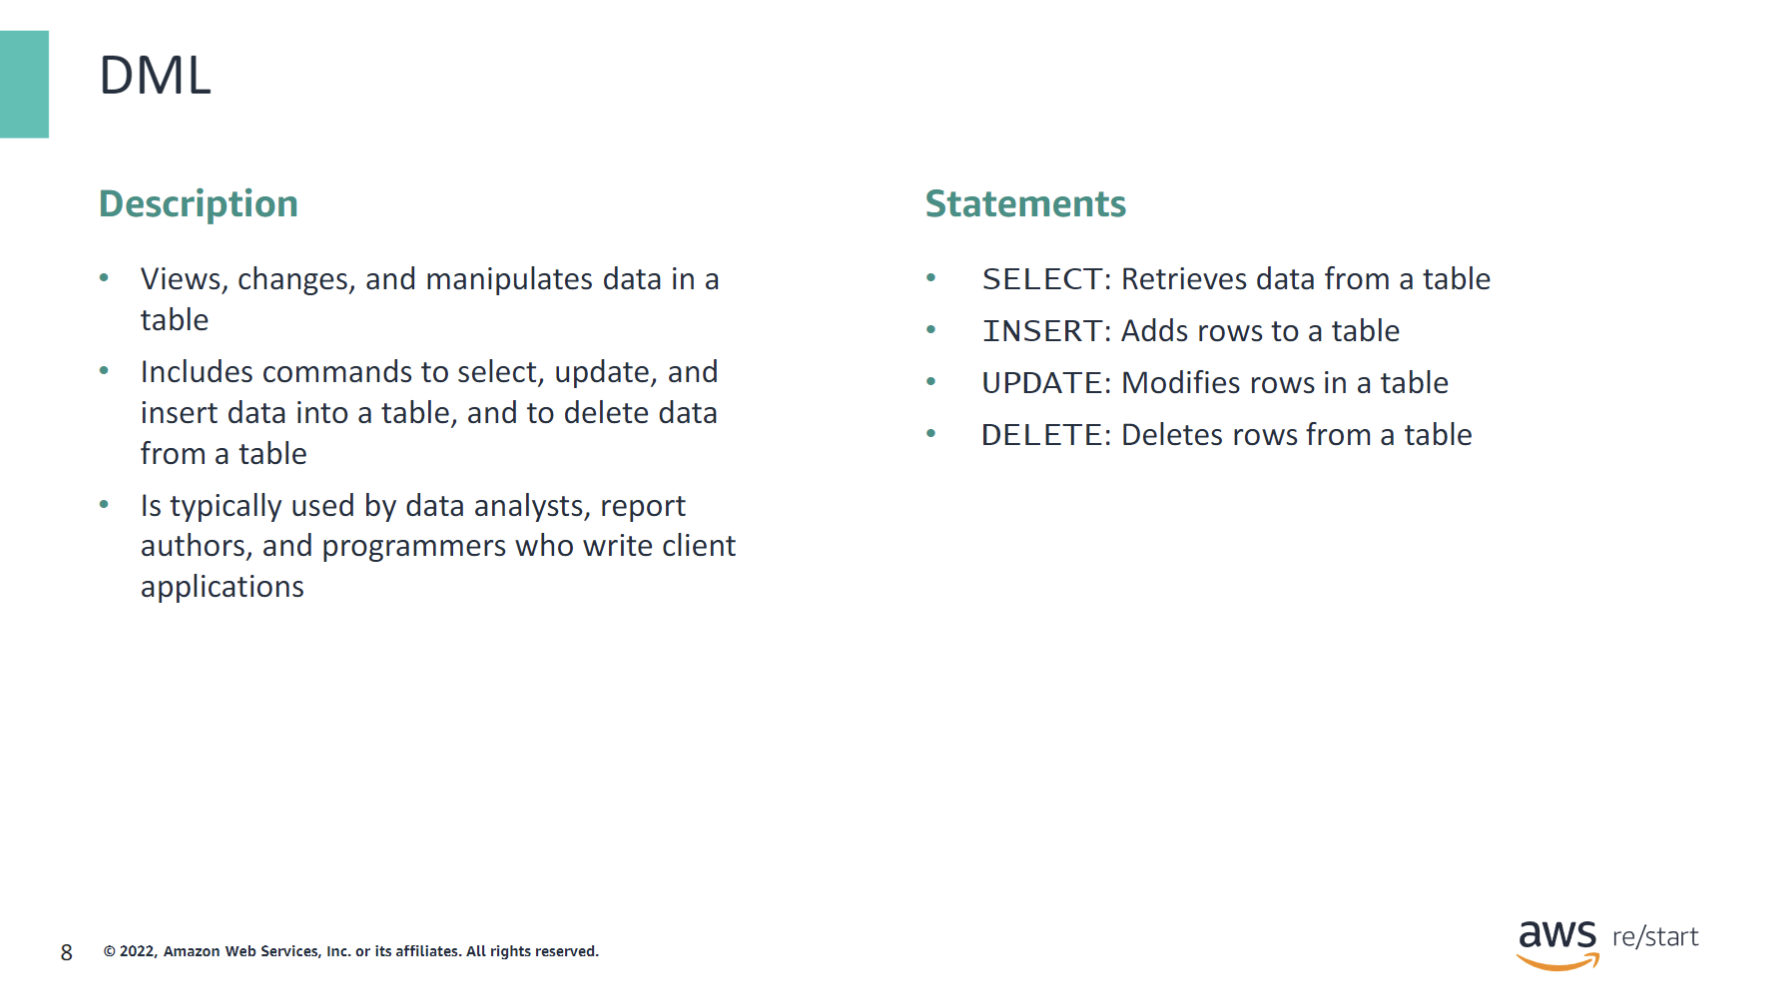 DML
Description
• Views, changes, and manipulates data in a
table
• Includes commands to select, update, and
insert data into a table, and to delete data
from a table
• Is typically used by data analysts, report
authors, and programmers who write client
applications
Statements
• SELECT: Retrieves data from a table
• INSERT: Adds rows to a table
• UPDATE: Modifies rows in a table
• DELETE: Deletes rows from a table
8 © 2022, Amazon Web Services, Inc. or its affiliates. All rights reserved.
aws re/start